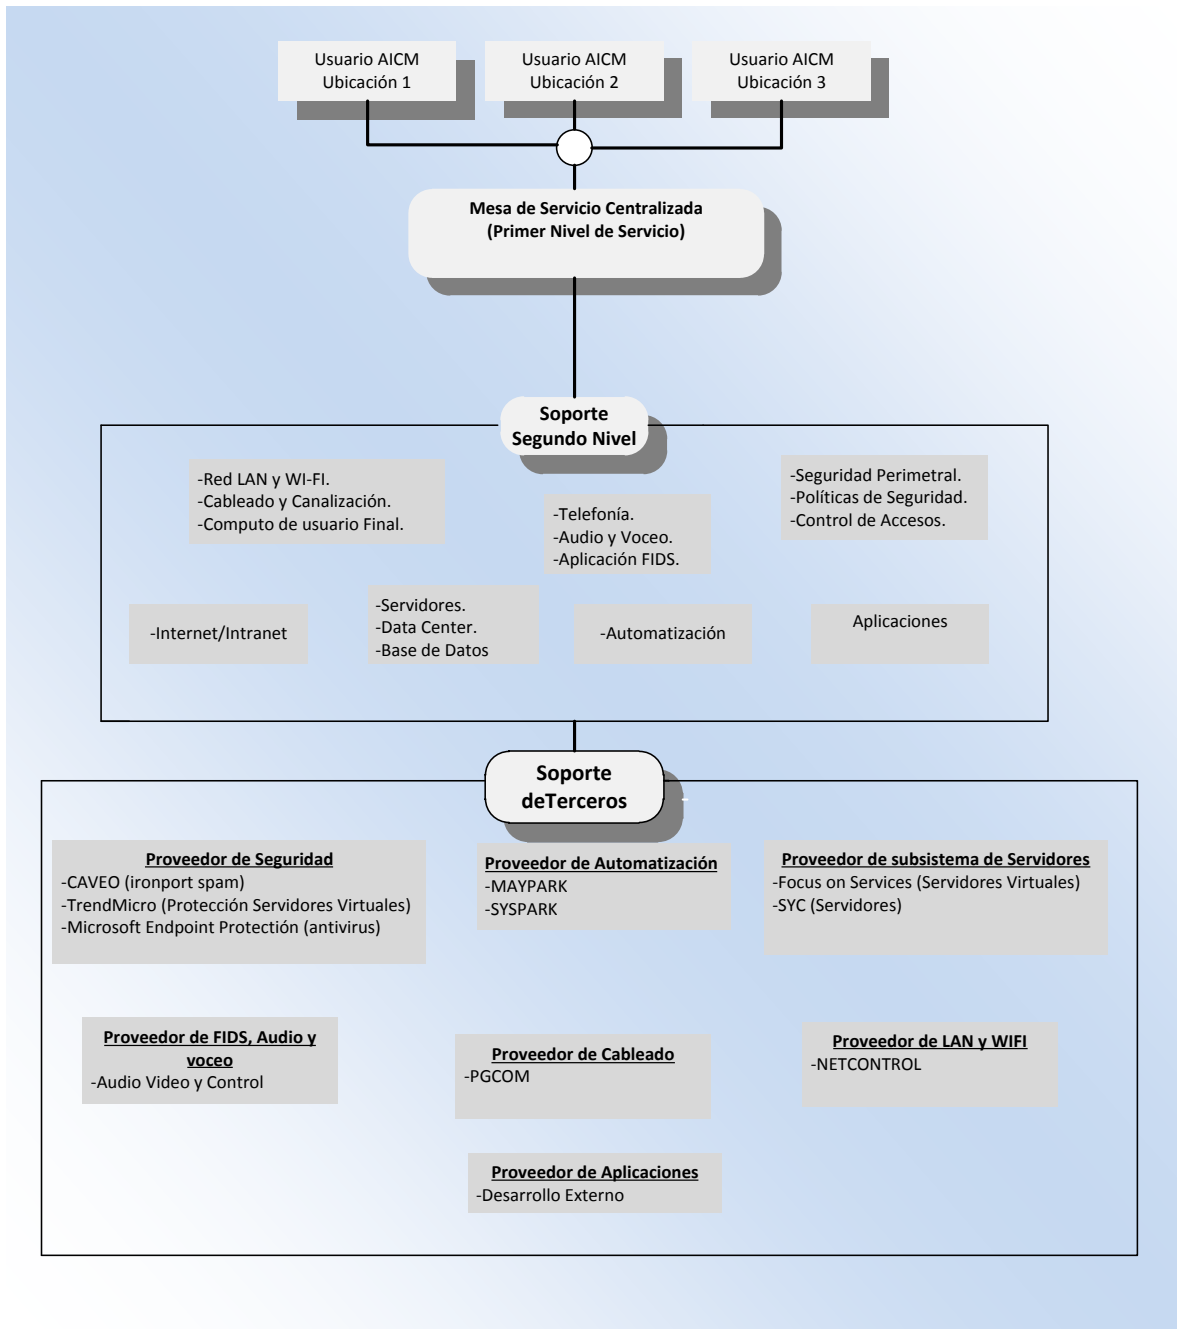 Usuario AICM
Ubicación 1
Usuario AICM
Ubicación 2
Usuario AICM
Ubicación 3
Mesa de Servicio Centralizada
(Primer Nivel de Servicio)
Soporte
Segundo Nivel
-Red LAN y WI-FI.
-Cableado y Canalización.
-Computo de usuario Final.
-Telefonía.
-Audio y Voceo.
-Aplicación FIDS.
-Seguridad Perimetral.
-Políticas de Seguridad.
-Control de Accesos.
-Internet/Intranet
-Servidores.
-Data Center.
-Base de Datos
-Automatización
Aplicaciones
Soporte
deTerceros
Proveedor de Seguridad
-CAVEO (ironport spam)
-TrendMicro (Protección Servidores Virtuales)
-Microsoft Endpoint Protectión (antivirus)
Proveedor de Automatización
-MAYPARK
-SYSPARK
Proveedor de subsistema de Servidores
-Focus on Services (Servidores Virtuales)
-SYC (Servidores)
Proveedor de FIDS, Audio y
voceo
-Audio Video y Control
Proveedor de Cableado
-PGCOM
Proveedor de LAN y WIFI
-NETCONTROL
Proveedor de Aplicaciones
-Desarrollo Externo